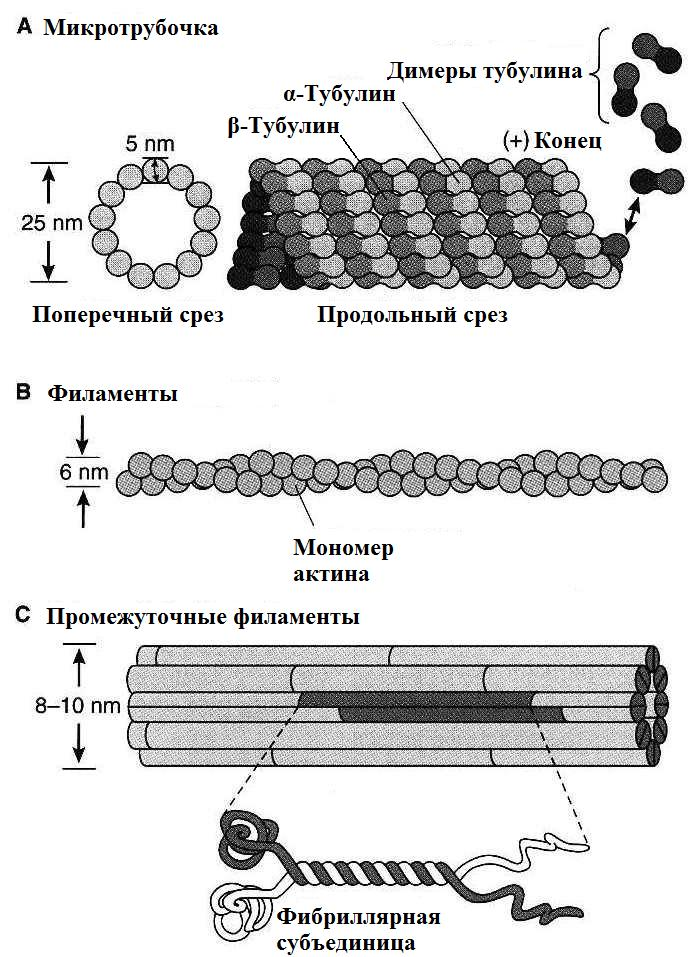 A Микротрубочка
Димеры тубулина
α-Тубулин
β-Тубулин
(+) Конец
5 nm
25 nm
Поперечный срез
Продольный срез
B Филаменты
6 nm
Мономер
актина
C Промежуточные филаменты
8–10 nm
Фибриллярная
субъединица